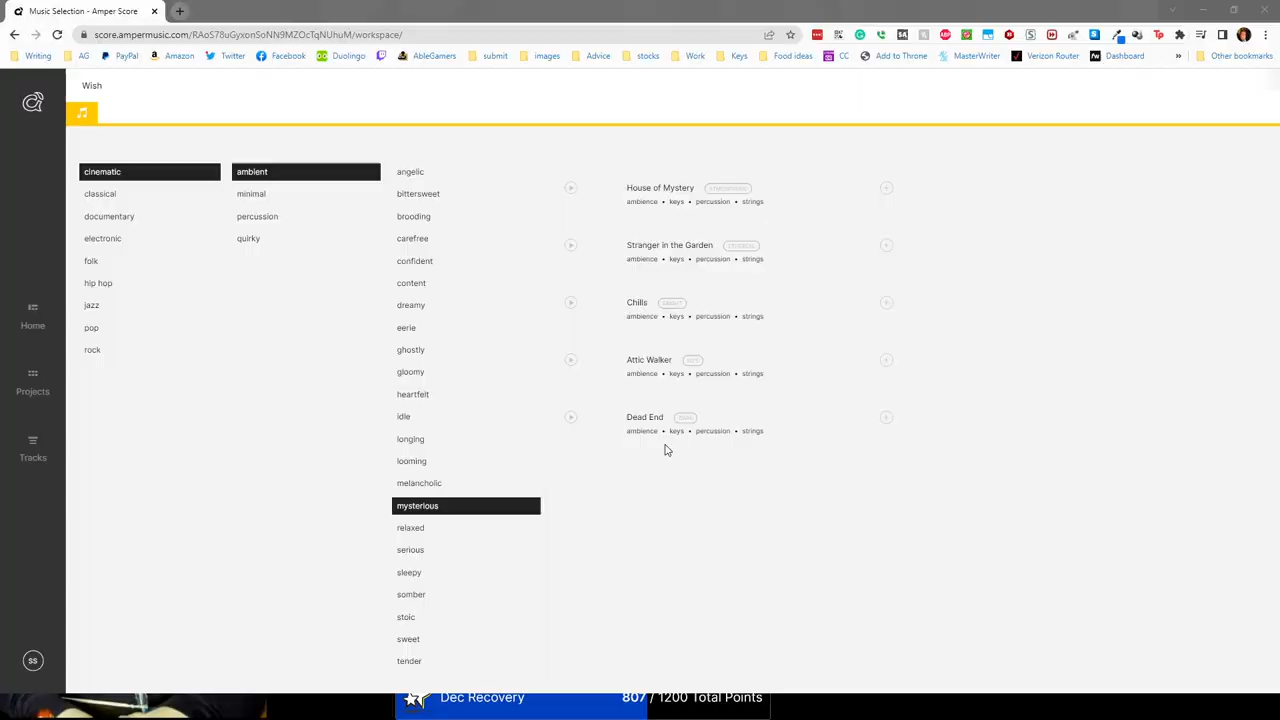 Music Selection - Amper Score
score.ampermusic.com/RAoS78uGyxonSoNN9MZOcTqNUhuM/workspace/
Writing AG PayPal Amazon Twitter Facebook Duolingo AbleGamers submit images Advice stocks Work Keys Food ideas CC Add to Throne MasterWriter Verizon Router Dashboard » Other bookmarks
Wish
cinematic
classical
documentary
electronic
folk
hip hop
jazz
pop
rock
ambient
minimal
percussion
quirky
angelic
bittersweet
brooding
carefree
confident
content
dreamy
eerie
ghostly
gloomy
heartfelt
idle
longing
looming
melancholic
mysterious
relaxed
serious
sleepy
somber
stoic
sweet
tender
House of Mystery
ambience • keys • percussion • strings
Stranger in the Garden
ambience • keys • percussion • strings
Chills
ambience • keys • percussion • strings
Attic Walker
ambience • keys • percussion • strings
Dead End
ambience • keys • percussion • strings
Home
Projects
Tracks
SS
Dec Recovery 807 / 1200 Total Points